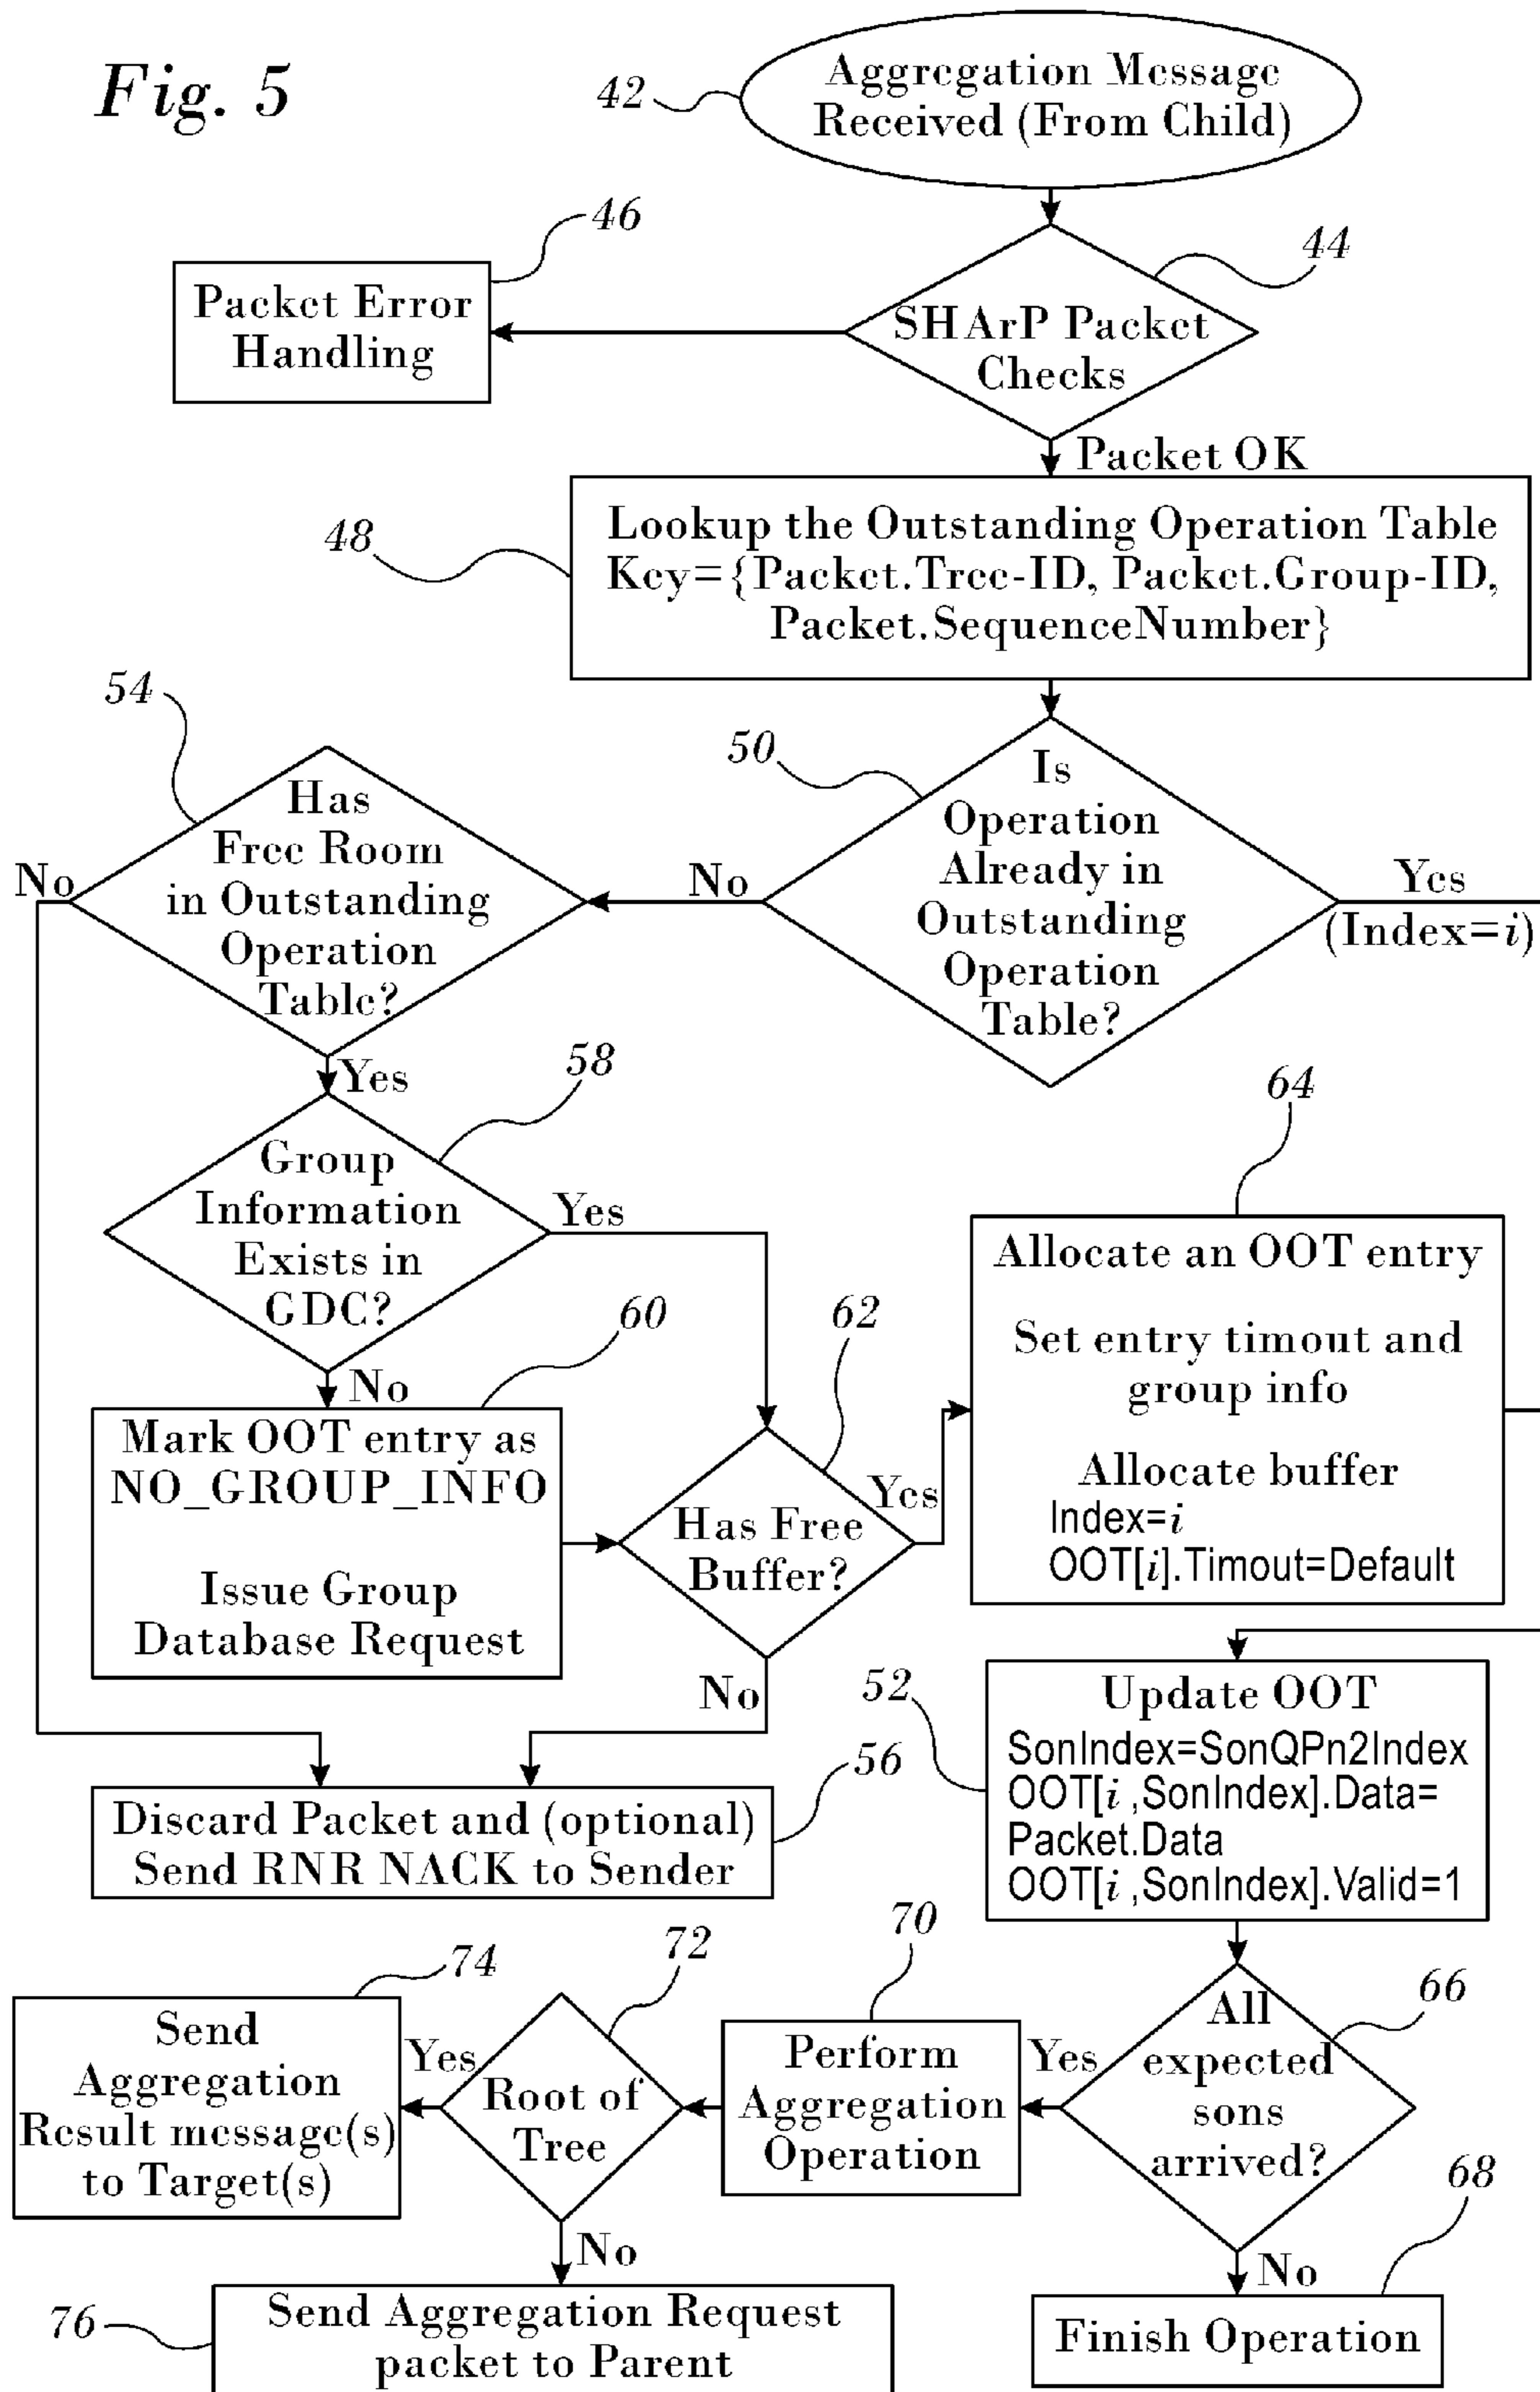 Fig. 5
42
Aggregation Message
Received (From Child)
46
44
Packet Error
Handling
SHArP Packet
Checks
Packet OK
48
Lookup the Outstanding Operation Table
Key={Packet.Tree-ID, Packet.Group-ID,
Packet.SequenceNumber}
54
50
Has
Free Room
in Outstanding
Operation
Table?
No
No
Is
Operation
Already in
Outstanding
Operation
Table?
Yes
(Index=i)
Yes
58
64
Group
Information
Exists in
GDC?
Yes
No
60
62
Mark OOT entry as
NO_GROUP_INFO
Issue Group
Database Request
Has Free
Buffer?
Yes
No
Allocate an OOT entry
Set entry timout and
group info
Allocate buffer
Index=i
OOT[i].Timout=Default
52
Update OOT
SonIndex=SonQPn2Index
OOT[i ,SonIndex].Data=
Packet.Data
OOT[i ,SonIndex].Valid=1
56
Discard Packet and (optional)
Send RNR NACK to Sender
74
72
70
66
Send
Aggregation
Result message(s)
to Target(s)
Yes
Root of
Tree
Perform
Aggregation
Operation
Yes
All
expected
sons
arrived?
68
No
No
76
Send Aggregation Request
packet to Parent
Finish Operation